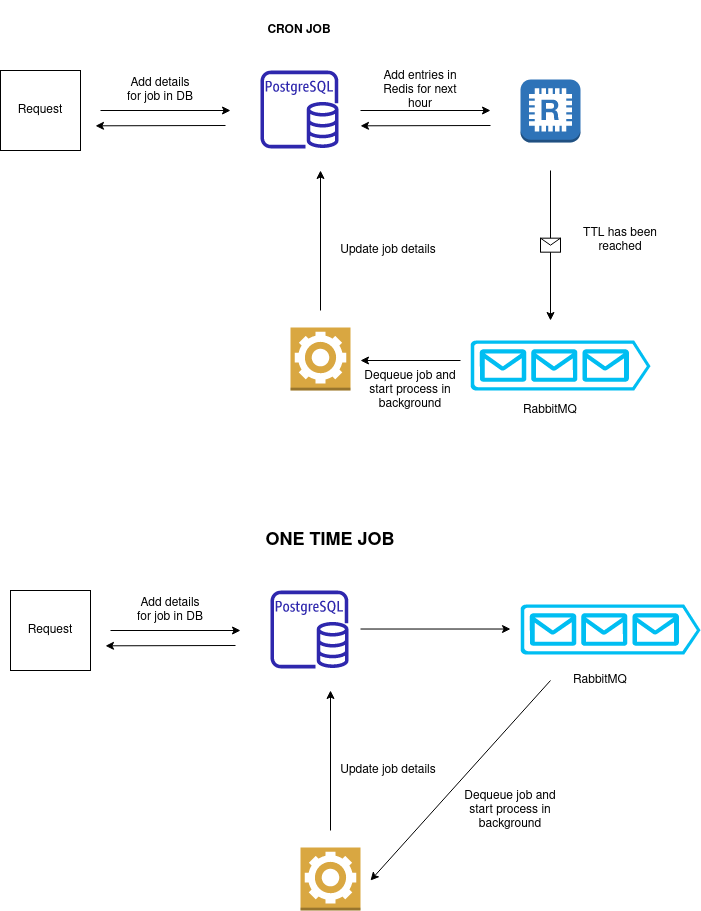 CRON JOB
Request
Add details
for job in DB
PostgreSQL
Add entries in
Redis for next
hour
R
TTL has been
reached
Update job details
Dequeue job and
start process in
background
RabbitMQ
ONE TIME JOB
Request
Add details
for job in DB
PostgreSQL
RabbitMQ
Update job details
Dequeue job and
start process in
background